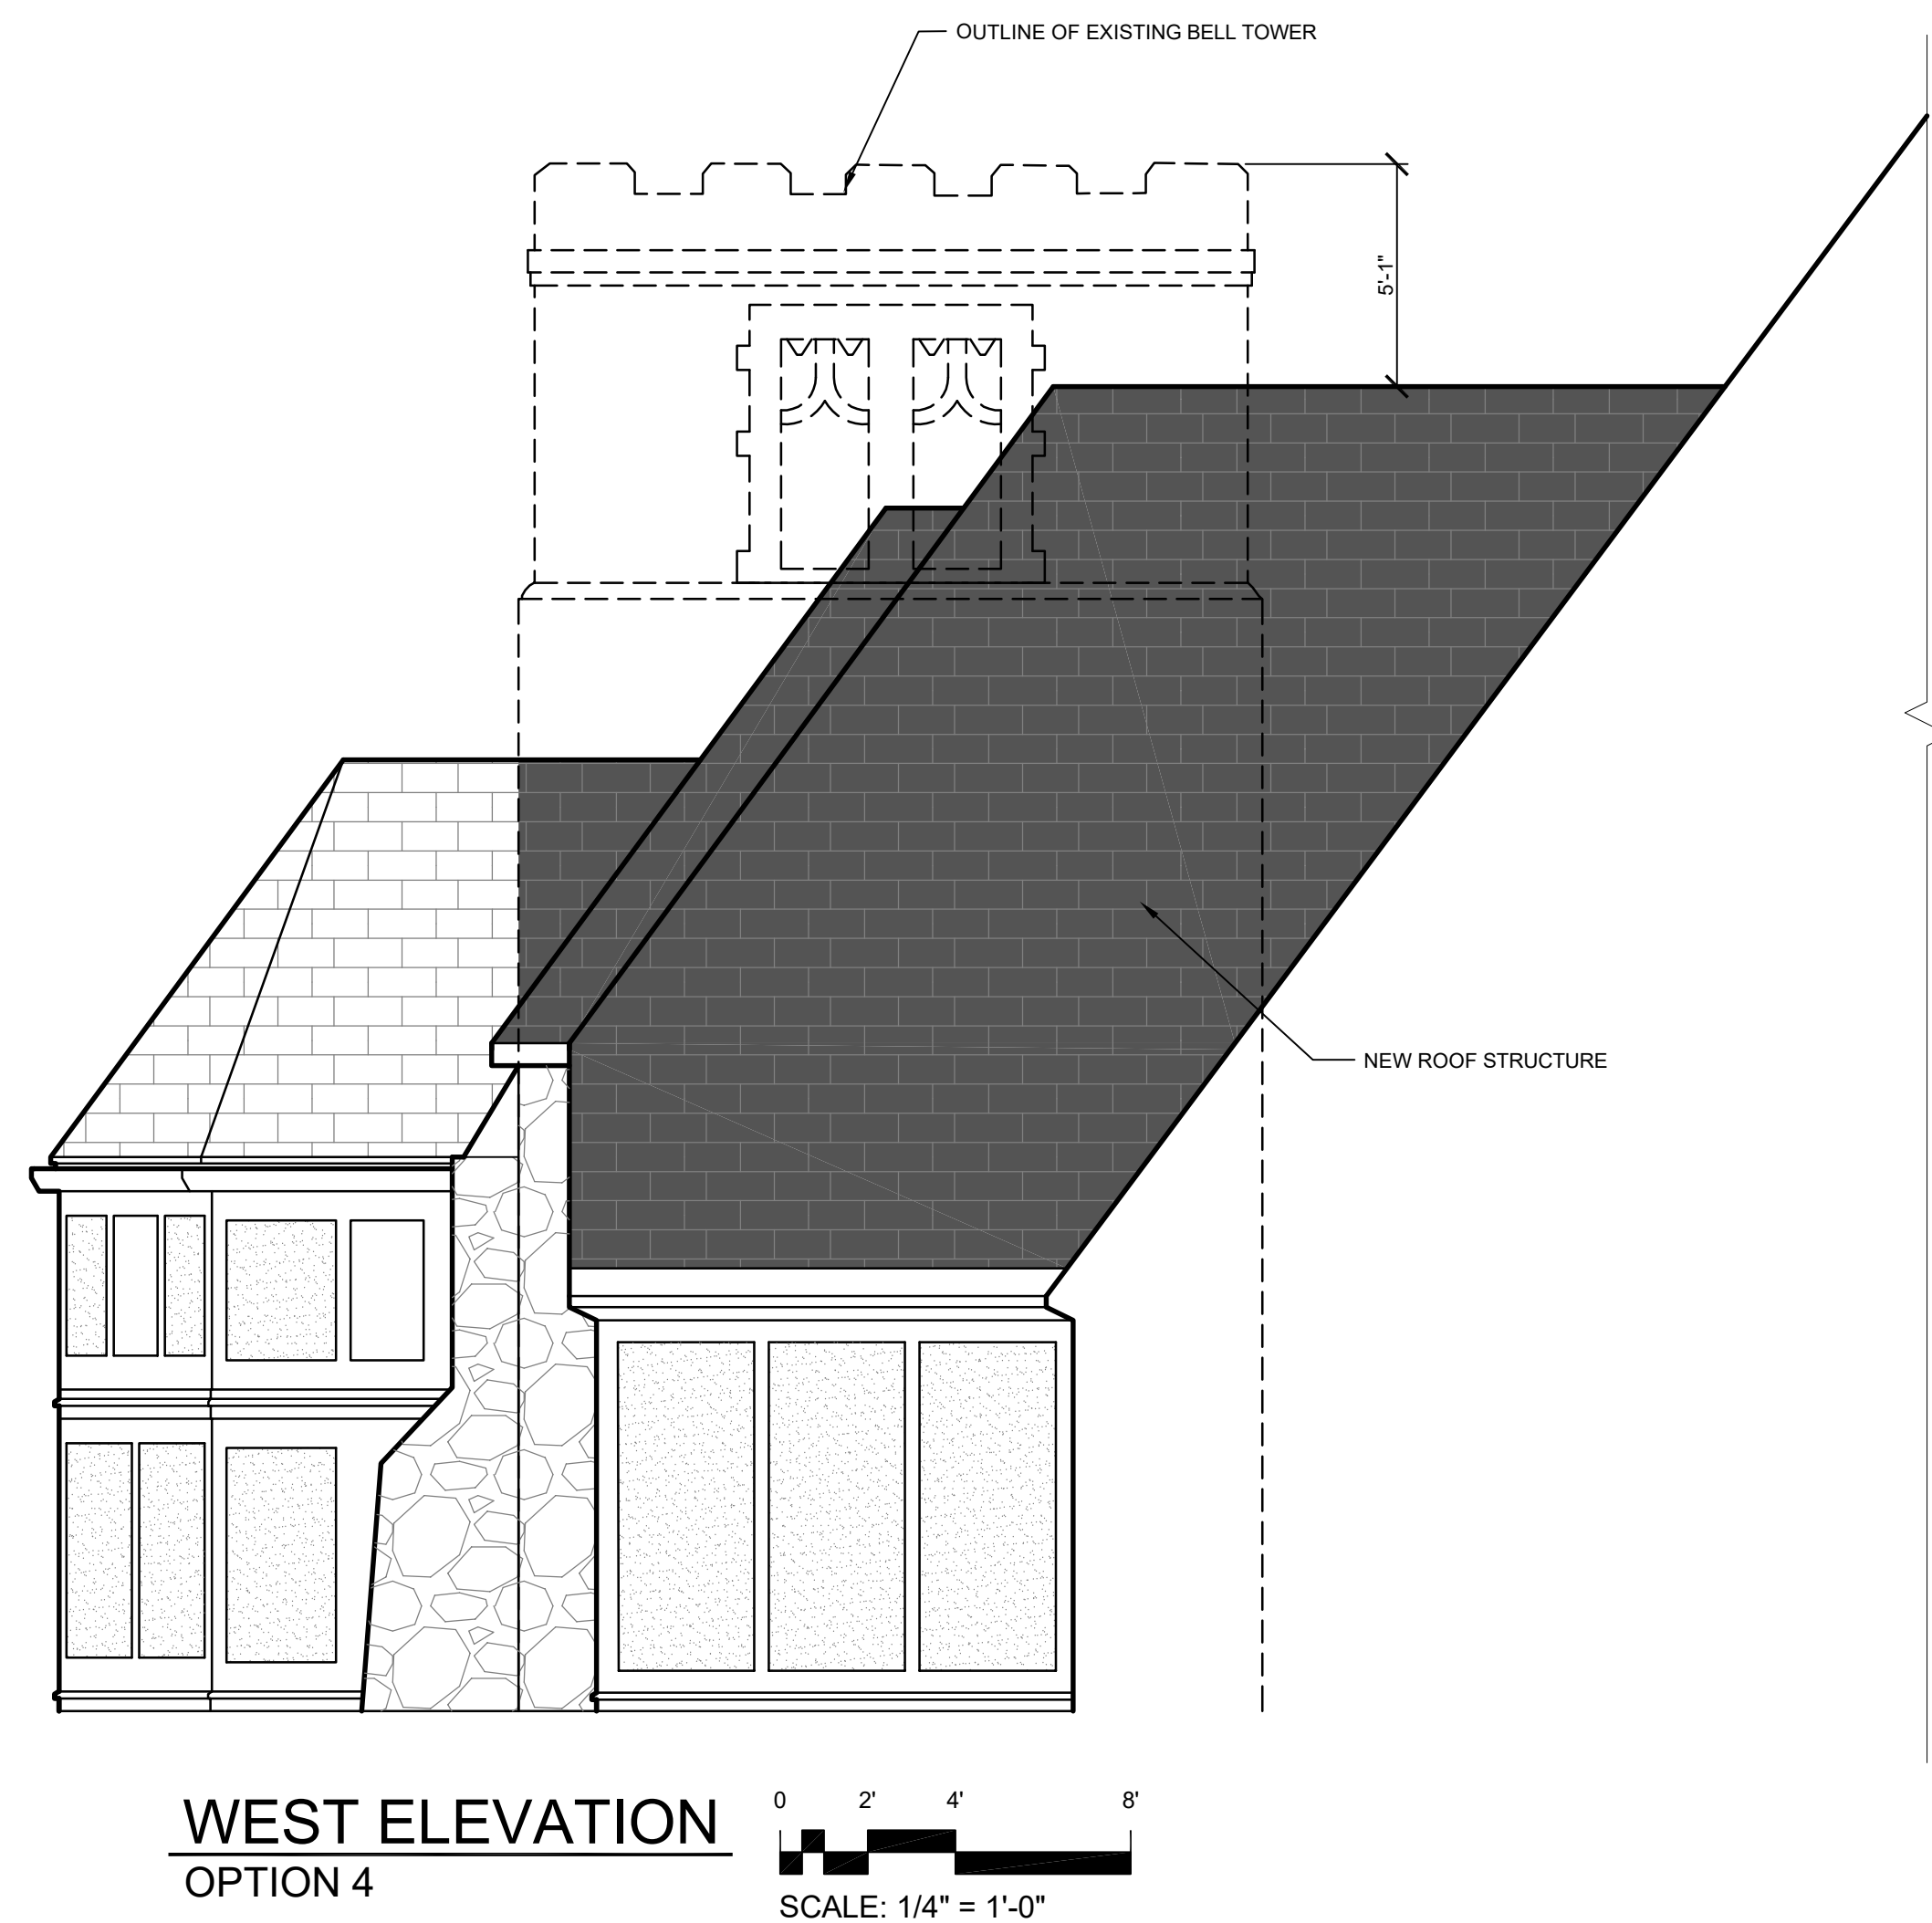 OUTLINE OF EXISTING BELL TOWER
5'-1"
NEW ROOF STRUCTURE
WEST ELEVATION
OPTION 4
0 2' 4' 8'
SCALE: 1/4" = 1'-0"